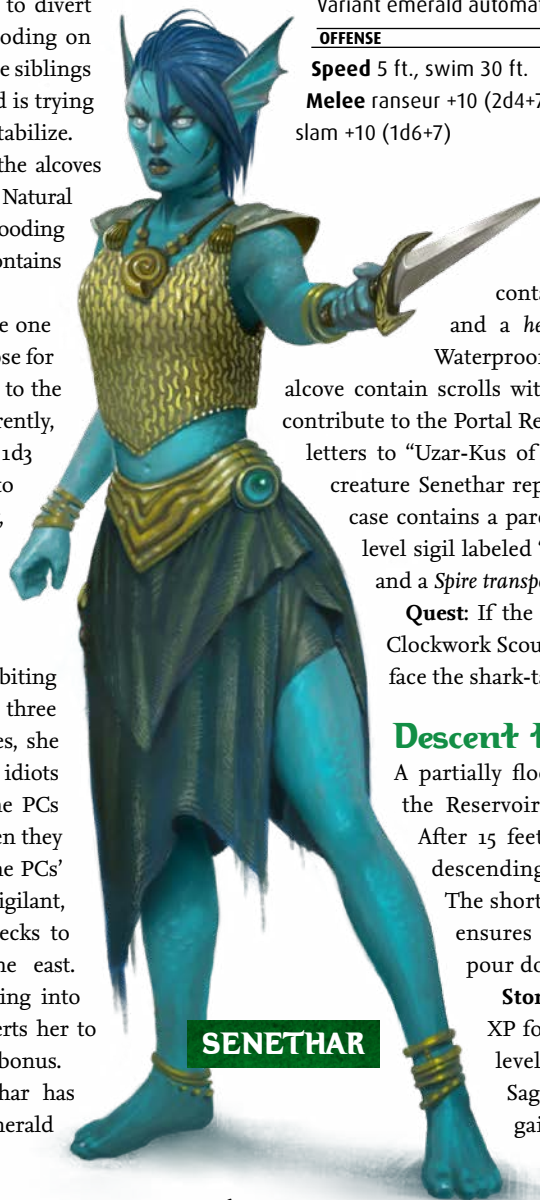 to divert
oding on
e siblings
d is trying
tabilize.
the alcoves
Natural
ooding
ontains
e one
ose for
to the
rently,
1d3
to
biting
three
es, she
idiots
he PCs
en they
he PCs'
igilant,
ecks to
he east.
ing into
erts her to
bonus.
har has
nerald
Variant emerald automat
OFFENSE
Speed 5 ft., swim 30 ft.
Melee ranseur +10 (2d4+7
slam +10 (1d6+7)
conta
and a he
Waterproof
alcove contain scrolls wit
contribute to the Portal Re
letters to “Uzar-Kus of
creature Senethar rep
case contains a parc
level sigil labeled “
and a Spire transpo
Quest: If the
Clockwork Scou
face the shark-ta
Descent t
A partially floo
the Reservoir
After 15 feet
descending
The short
ensures
pour do
Stor
XP fo
level
Sag
gai
SENETHAR